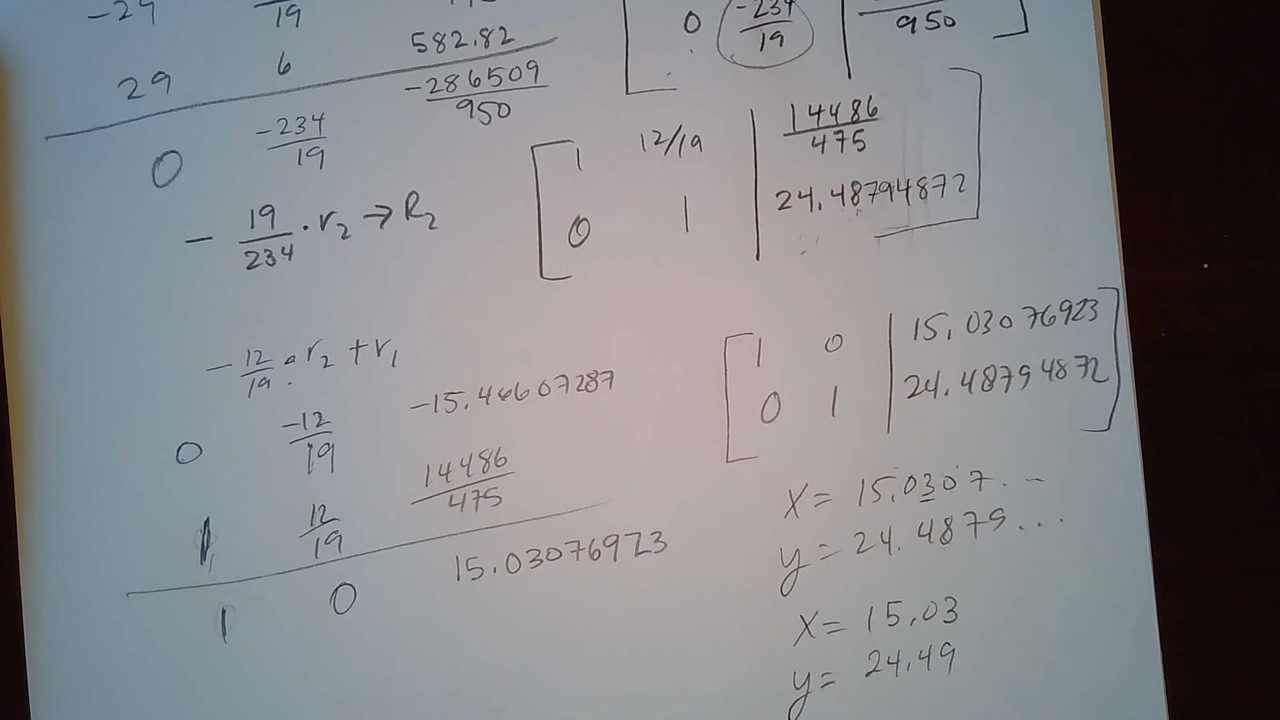 -29 19
29 6 582.82
0 -234/19 -286509/950
0 -234/19 | 950
1 12/19 | 14486/475
0 1 | 24.48794872
- 19/234 · r2 → R2
- 12/19 · r2 + r1
0 -12/19 -15.46607287
1 12/19 14486/475
1 0 15.03076923
1 0 | 15.03076923
0 1 | 24.48794872
x = 15.0307...
y = 24.4879...
x = 15.03
y = 24.49